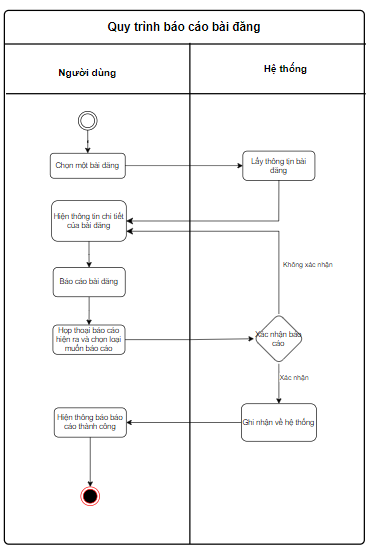 Quy trình báo cáo bài đăng
Người dùng
Hệ thống
Chọn một bài đăng
Lấy thông tin bài
đăng
Hiện thông tin chi tiết
của bài đăng
Không xác nhận
Báo cáo bài đăng
Họp thoại báo cáo
hiện ra và chọn loại
muốn báo cáo
Xác nhận báo
cáo
Xác nhận
Hiện thông báo báo
cáo thành công
Ghi nhận về hệ thống